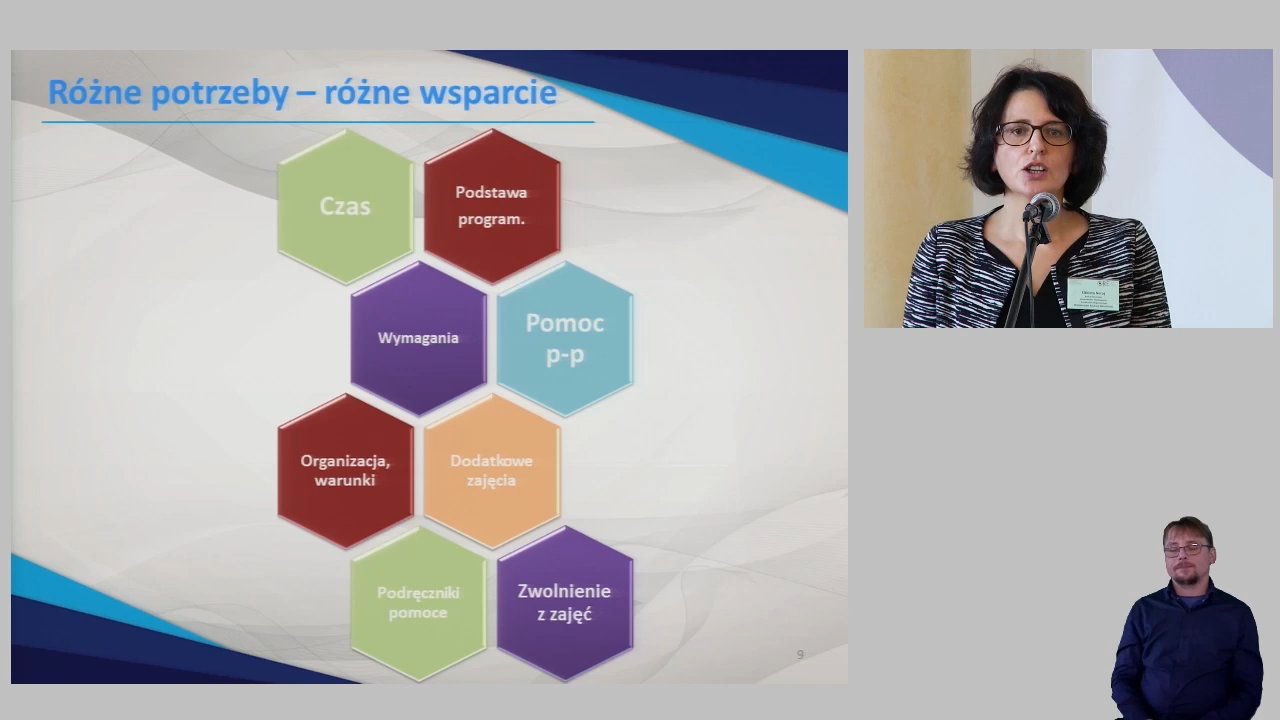 Różne potrzeby – różne wsparcie
Czas
Podstawa
program.
Wymagania
Pomoc
p-p
Organizacja,
warunki
Dodatkowe
zajęcia
Podręczniki
pomoce
Zwolnienie
z zajęć
9